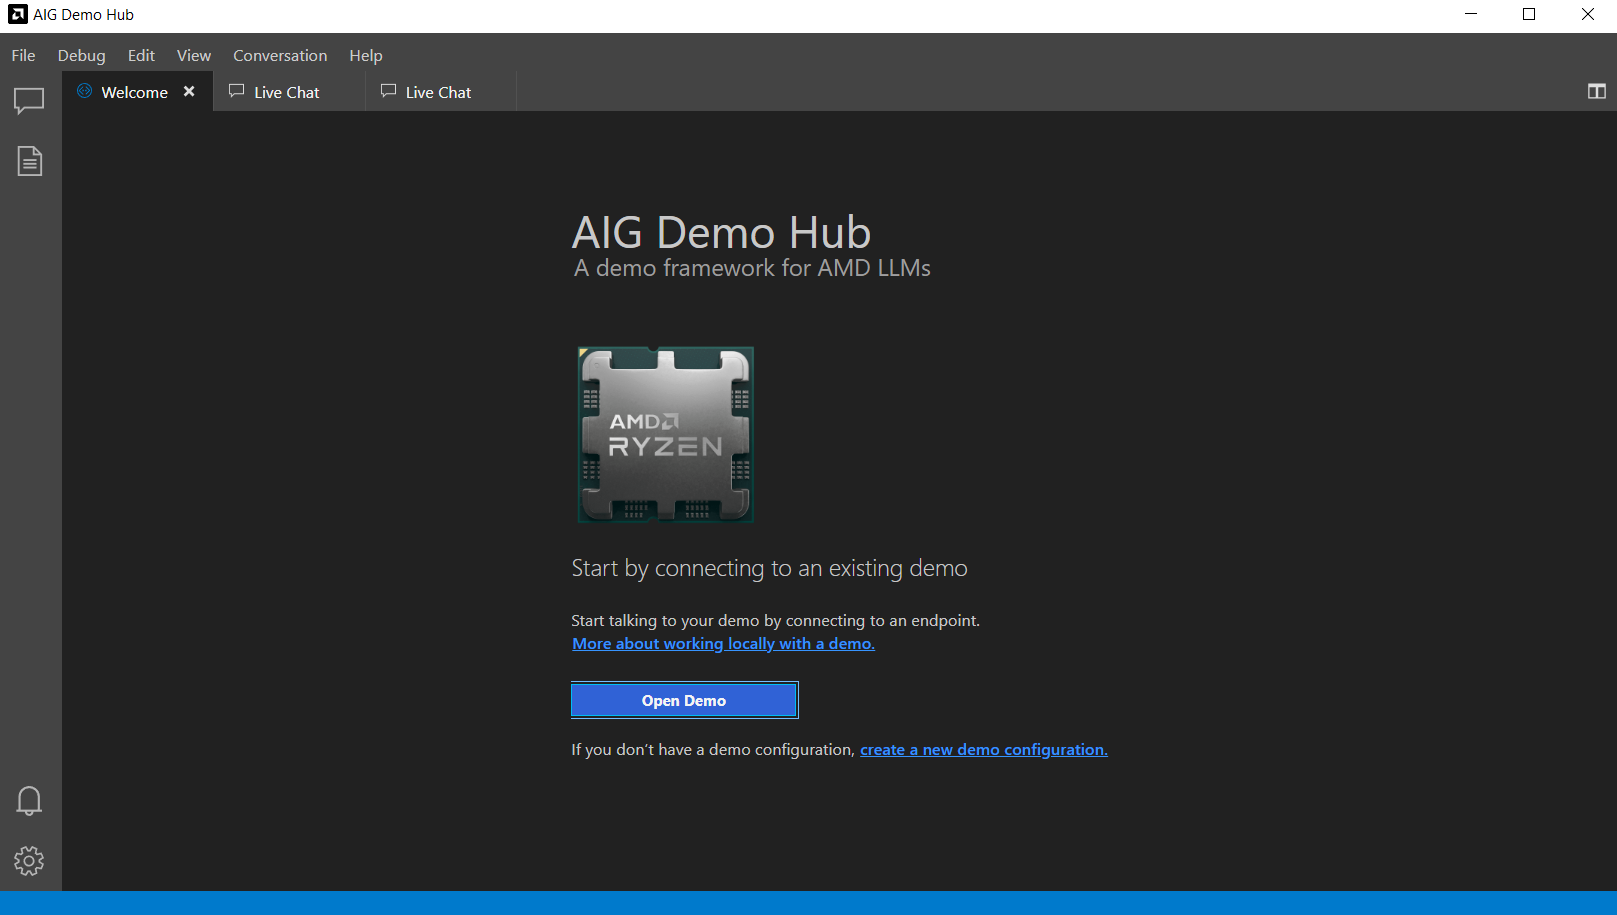 AIG Demo Hub
File Debug Edit View Conversation Help
Welcome Live Chat Live Chat
AIG Demo Hub
A demo framework for AMD LLMs
AMD
RYZEN
Start by connecting to an existing demo
Start talking to your demo by connecting to an endpoint.
More about working locally with a demo.
Open Demo
If you don't have a demo configuration, create a new demo configuration.